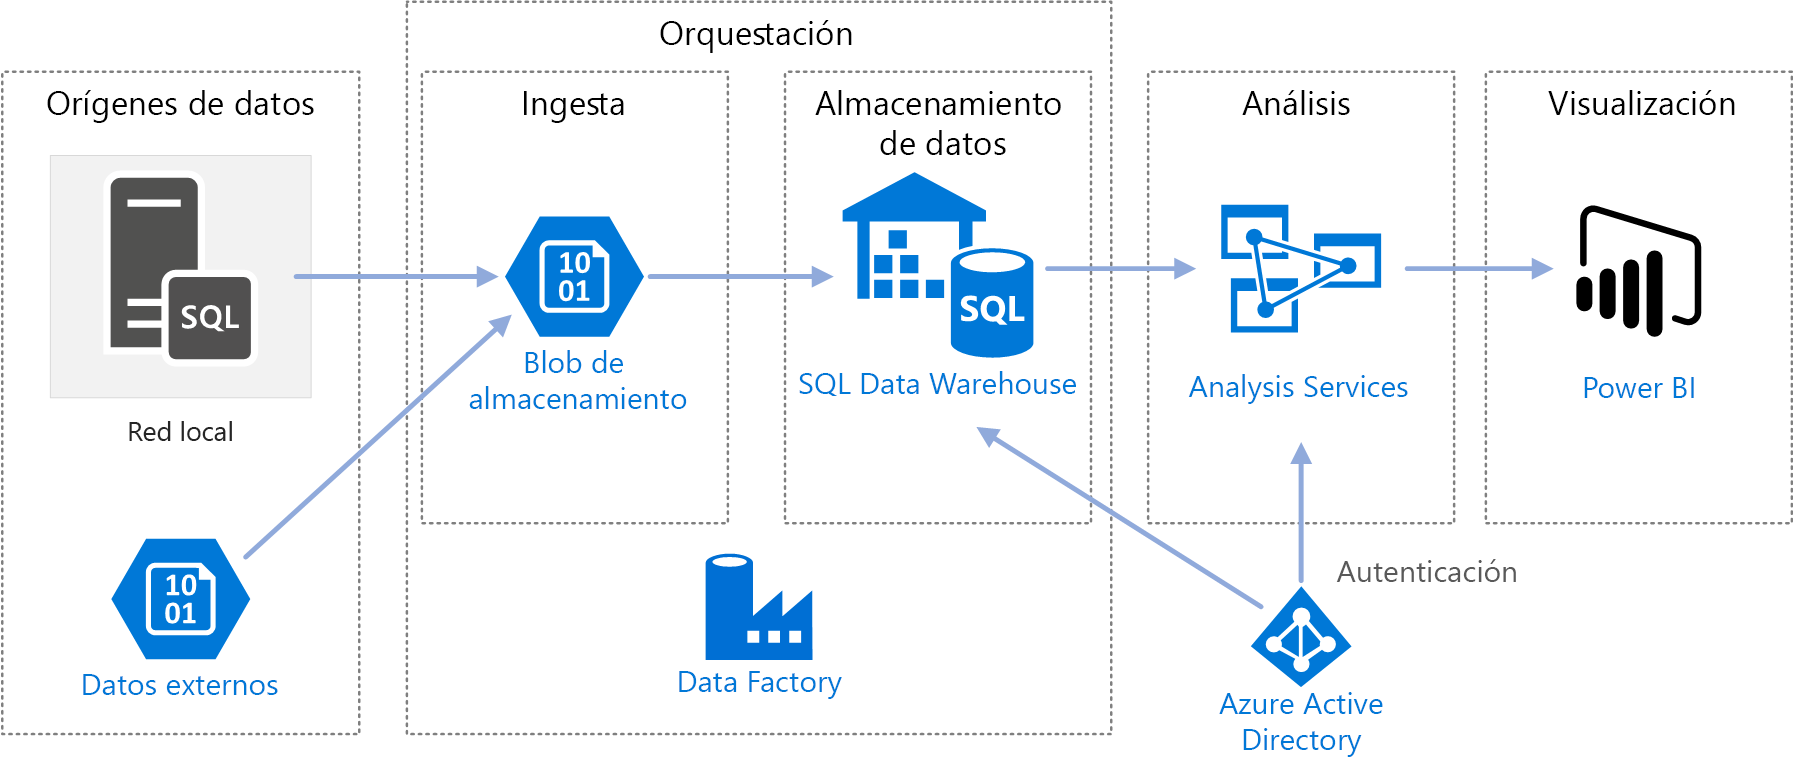 Orquestación
Orígenes de datos
SQL
Red local
10
01
Datos externos
Ingesta
10
01
Blob de
almacenamiento
Almacenamiento
de datos
SQL
SQL Data Warehouse
Data Factory
Análisis
Analysis Services
Autenticación
Azure Active
Directory
Visualización
Power BI